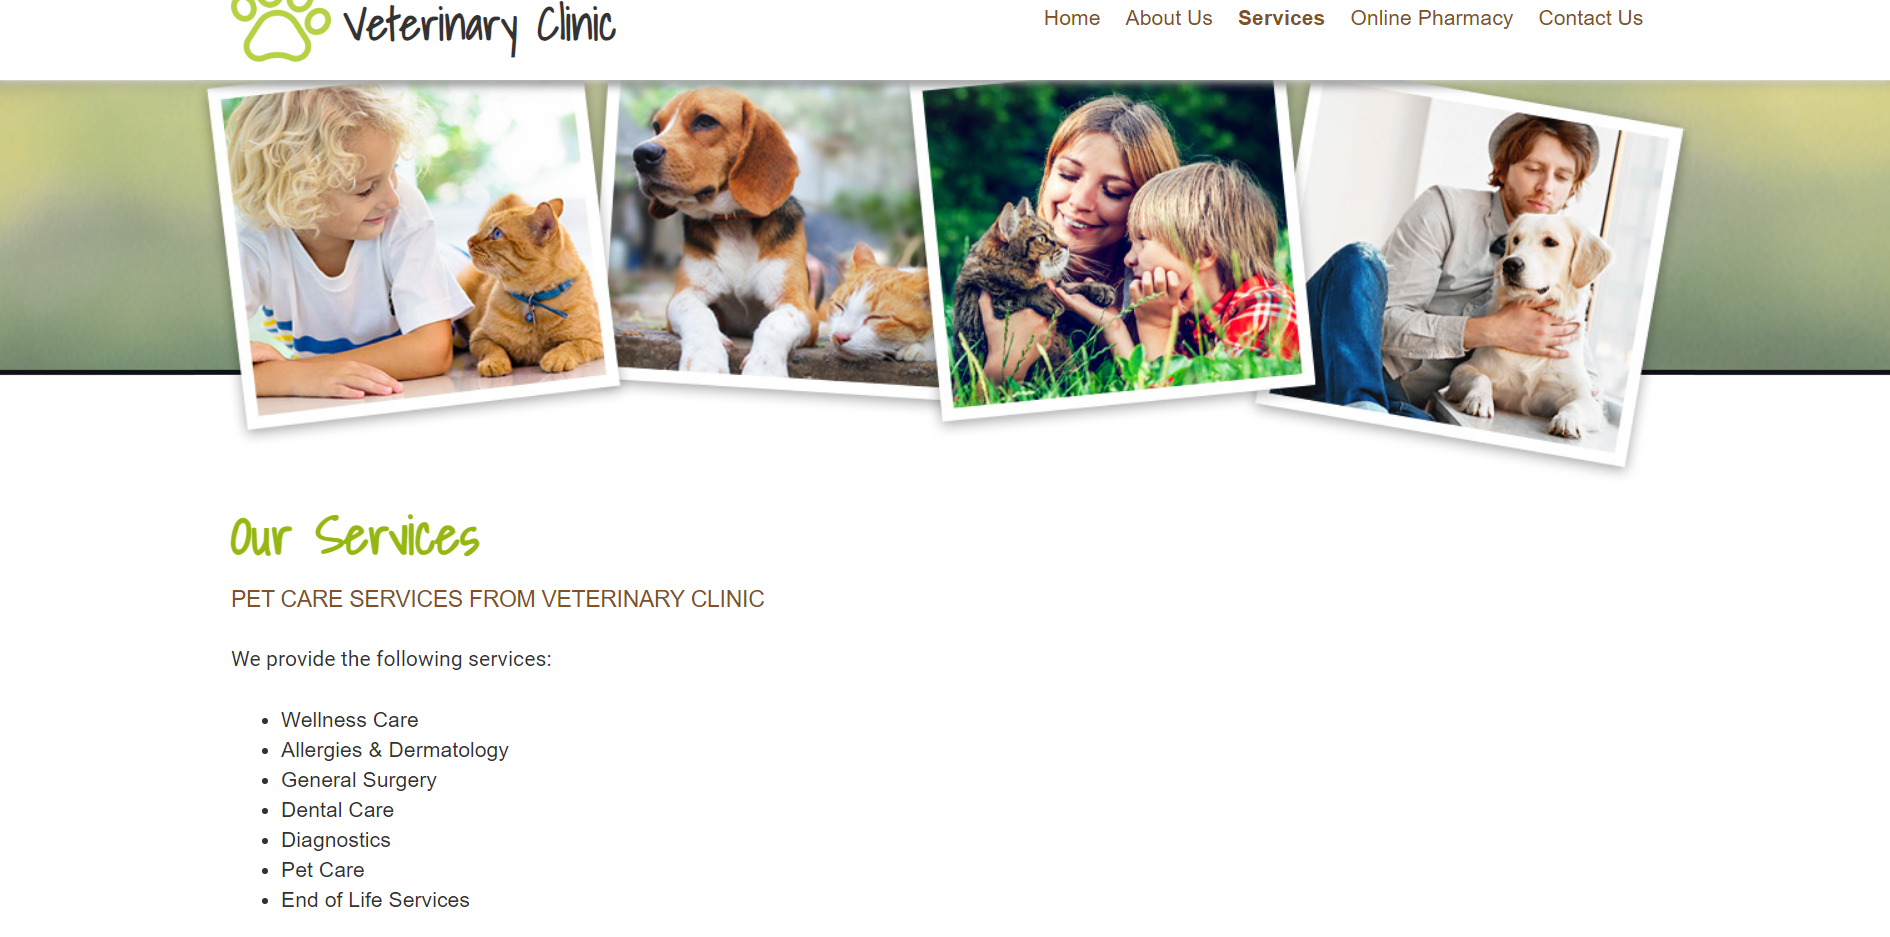 Veterinary Clinic
Home About Us Services Online Pharmacy Contact Us
Our Services
PET CARE SERVICES FROM VETERINARY CLINIC
We provide the following services:
Wellness Care
Allergies & Dermatology
General Surgery
Dental Care
Diagnostics
Pet Care
End of Life Services